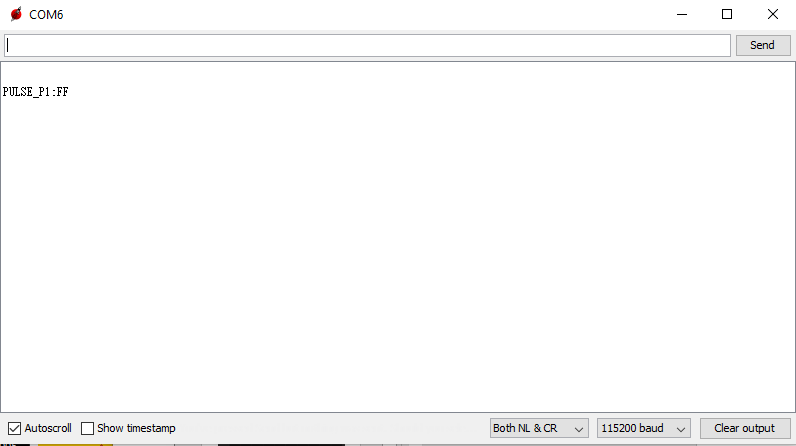 COM6
Send
PULSE_P1:FF
Autoscroll
Show timestamp
Both NL & CR
115200 baud
Clear output